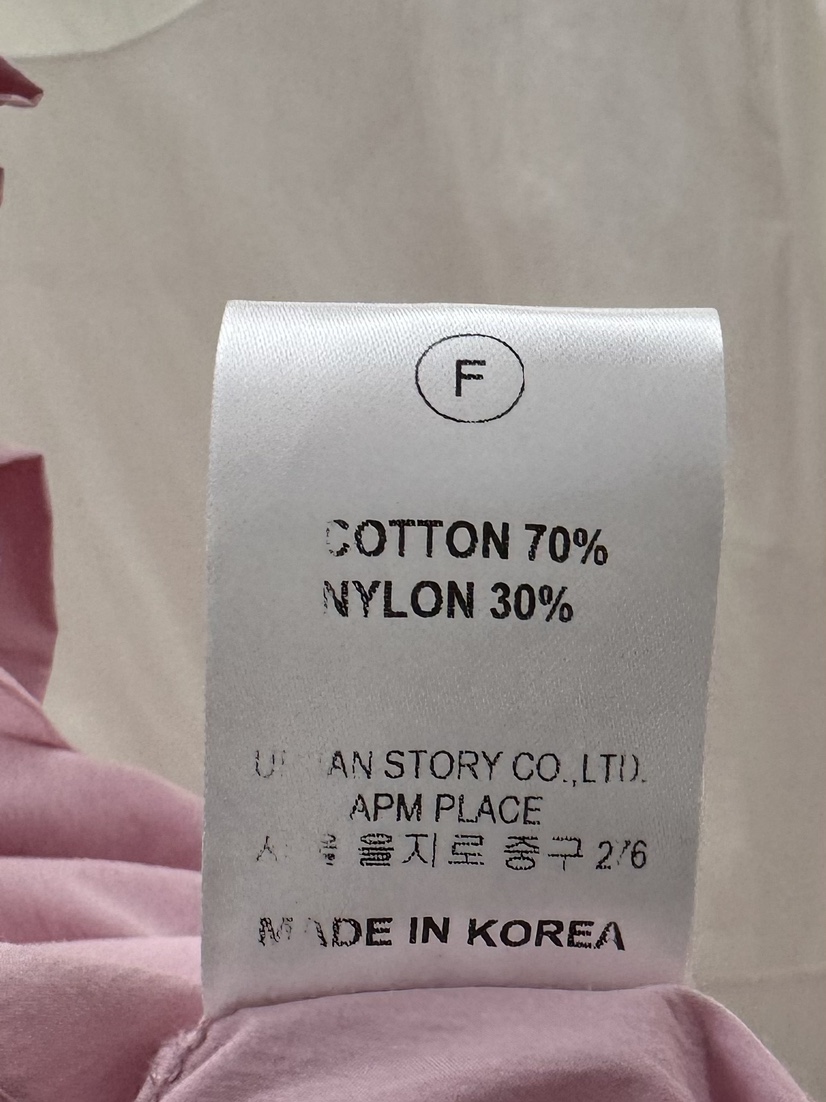 F
COTTON 70%
NYLON 30%
STORY CO.,LTD.
APM PLACE
을지로 중구
MADE IN KOREA